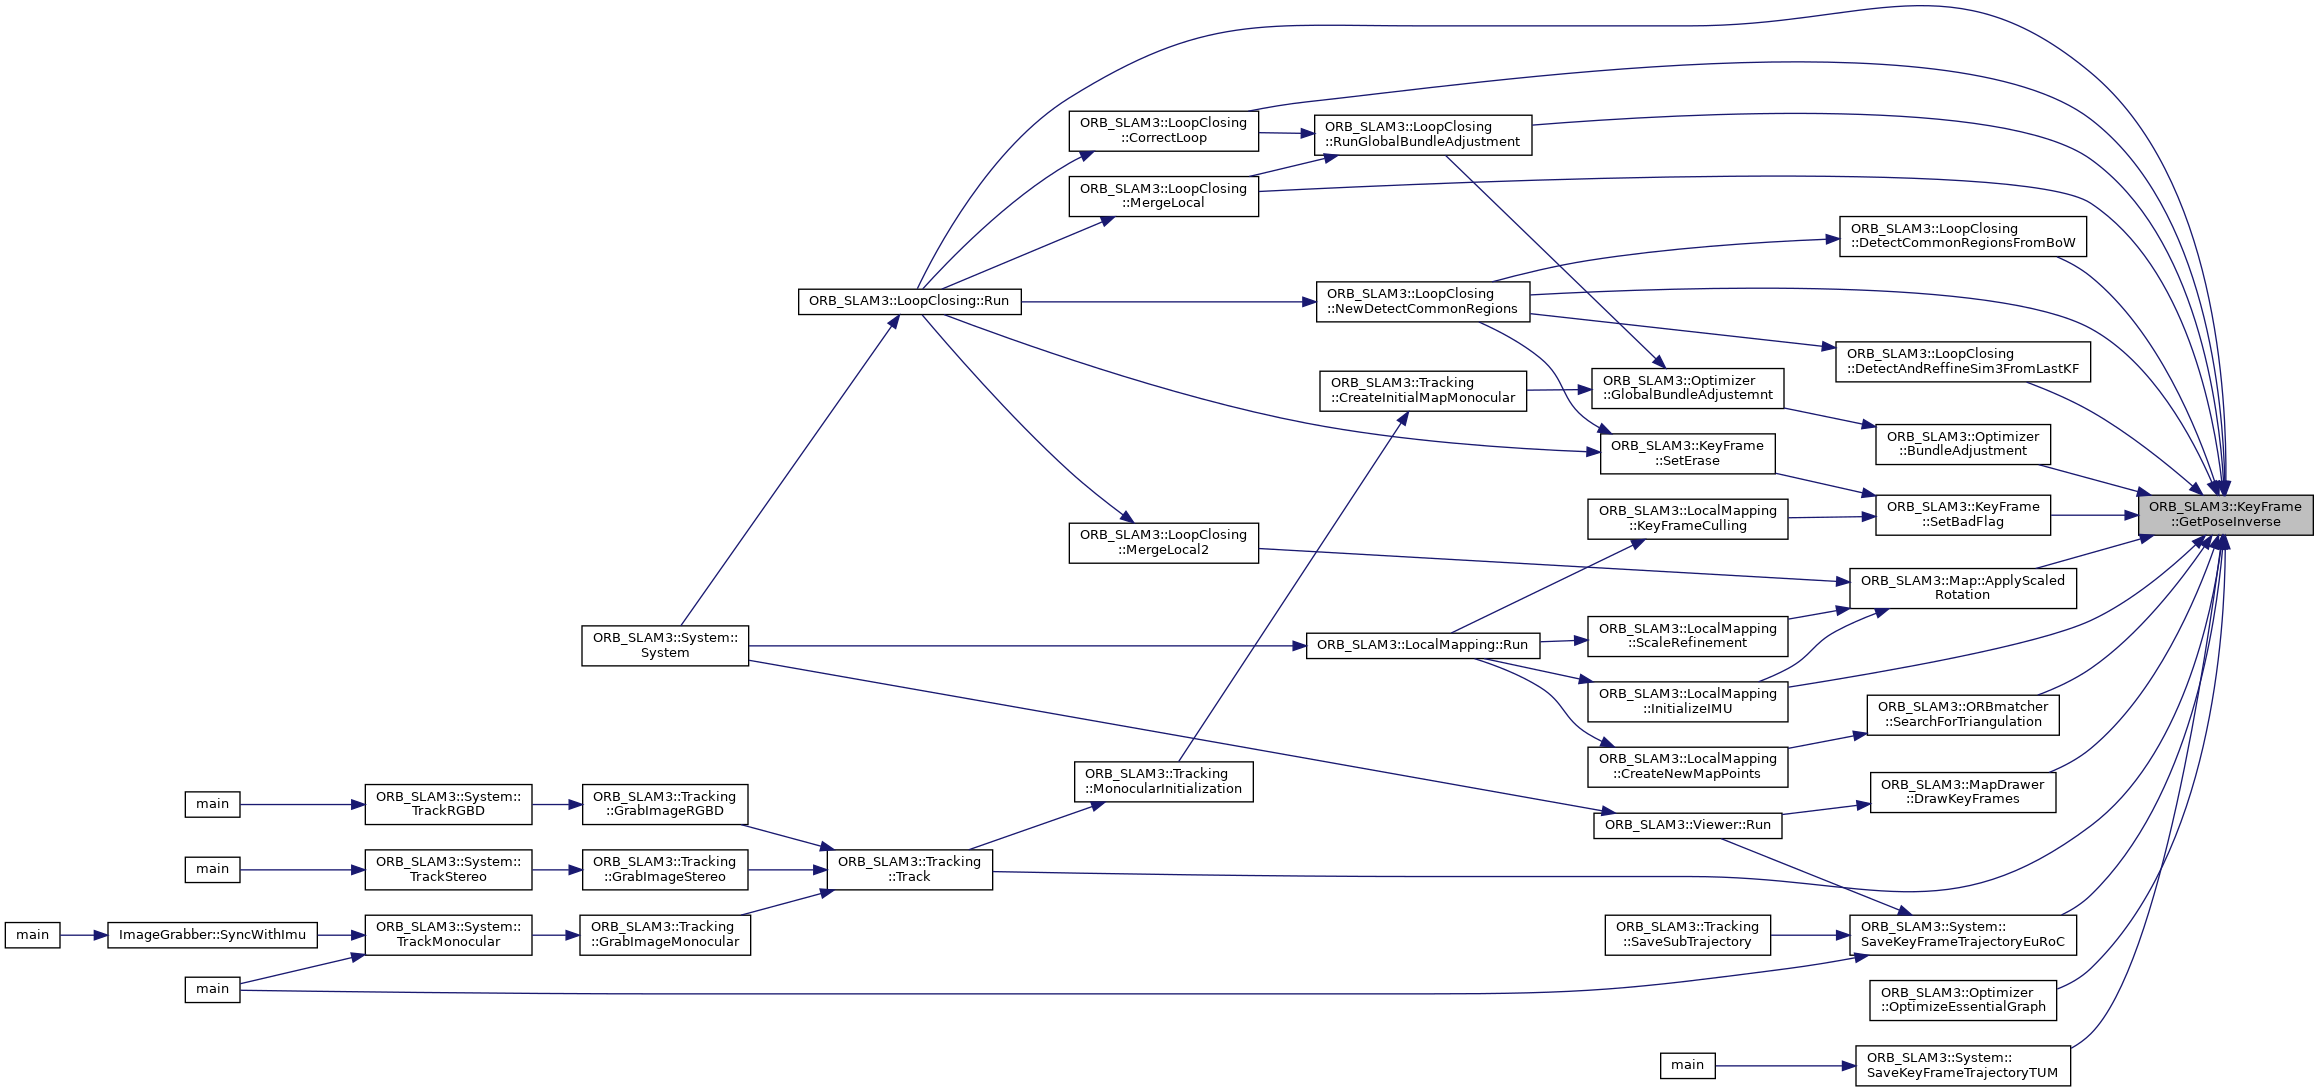 ORB_SLAM3::LoopClosing
::CorrectLoop
ORB_SLAM3::LoopClosing
::RunGlobalBundleAdjustment
ORB_SLAM3::LoopClosing
::MergeLocal
ORB_SLAM3::LoopClosing
::DetectCommonRegionsFromBoW
ORB_SLAM3::LoopClosing::Run
ORB_SLAM3::LoopClosing
::NewDetectCommonRegions
ORB_SLAM3::LoopClosing
::DetectAndReffineSim3FromLastKF
ORB_SLAM3::Tracking
::CreateInitialMapMonocular
ORB_SLAM3::Optimizer
::GlobalBundleAdjustemnt
ORB_SLAM3::Optimizer
::BundleAdjustment
ORB_SLAM3::KeyFrame
::SetErase
ORB_SLAM3::LocalMapping
::KeyFrameCulling
ORB_SLAM3::KeyFrame
::SetBadFlag
ORB_SLAM3::KeyFrame
::GetPoseInverse
ORB_SLAM3::LoopClosing
::MergeLocal2
ORB_SLAM3::Map::ApplyScaled
Rotation
ORB_SLAM3::System::
System
ORB_SLAM3::LocalMapping::Run
ORB_SLAM3::LocalMapping
::ScaleRefinement
ORB_SLAM3::LocalMapping
::InitializeIMU
ORB_SLAM3::ORBmatcher
::SearchForTriangulation
ORB_SLAM3::LocalMapping
::CreateNewMapPoints
ORB_SLAM3::Tracking
::MonocularInitialization
ORB_SLAM3::MapDrawer
::DrawKeyFrames
main
ORB_SLAM3::System::
TrackRGBD
ORB_SLAM3::Tracking
::GrabImageRGBD
ORB_SLAM3::Viewer::Run
main
ORB_SLAM3::System::
TrackStereo
ORB_SLAM3::Tracking
::GrabImageStereo
ORB_SLAM3::Tracking
::Track
main
ImageGrabber::SyncWithImu
ORB_SLAM3::System::
TrackMonocular
ORB_SLAM3::Tracking
::GrabImageMonocular
ORB_SLAM3::Tracking
::SaveSubTrajectory
ORB_SLAM3::System::
SaveKeyFrameTrajectoryEuRoC
main
ORB_SLAM3::Optimizer
::OptimizeEssentialGraph
main
ORB_SLAM3::System::
SaveKeyFrameTrajectoryTUM